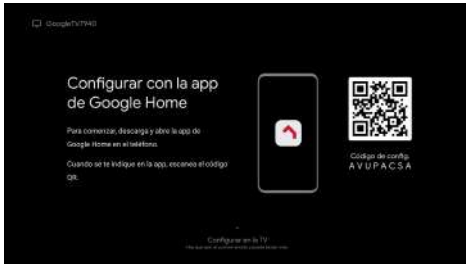 GoogleTV7940
Configurar con la app
de Google Home
Para comenzar, descarga y abre la app de
Google Home en el teléfono.
Cuando se te indique en la app, escanea el código
QR.
Código de config.
AVUPACSA
Configurar en la TV